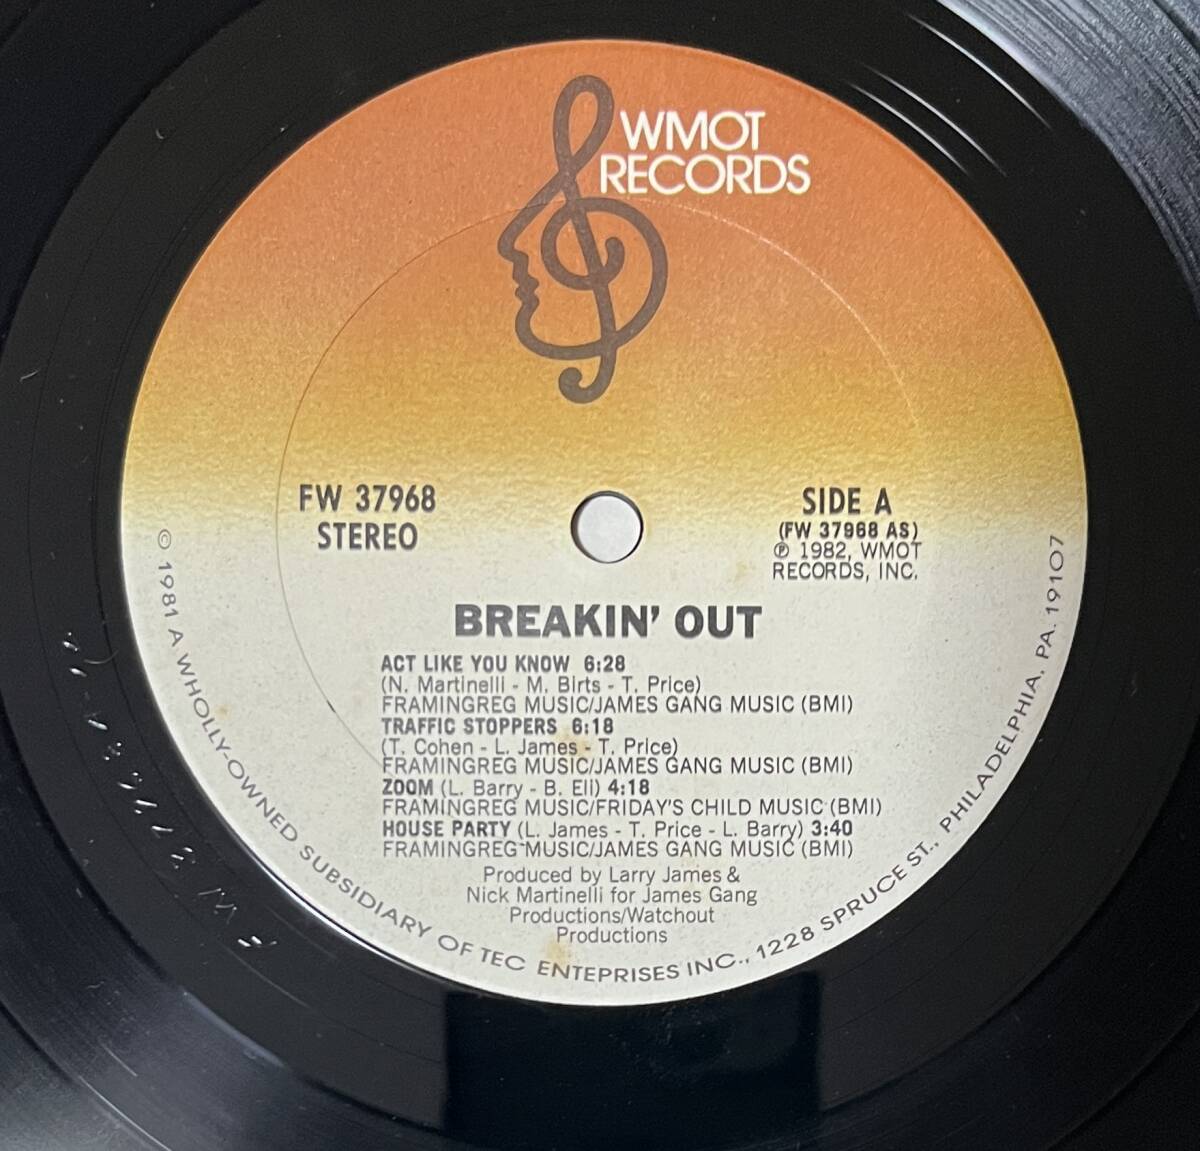 WMOT
RECORDS
FW 37968
STEREO
SIDE A
(FW 37968 AS)
℗ 1982, WMOT
RECORDS, INC.
BREAKIN' OUT
ACT LIKE YOU KNOW 6:28
(N. Martinelli - M. Birts - T. Price)
FRAMINGREG MUSIC/JAMES GANG MUSIC (BMI)
TRAFFIC STOPPERS 6:18
(T. Cohen - L. James - T. Price)
FRAMINGREG MUSIC/JAMES GANG MUSIC (BMI)
ZOOM (L. Barry - B. Eli) 4:18
FRAMINGREG MUSIC/FRIDAY'S CHILD MUSIC (BMI)
HOUSE PARTY (L. James - T. Price - L. Barry) 3:40
FRAMINGREG MUSIC/JAMES GANG MUSIC (BMI)
Produced by Larry James &
Nick Martinelli for James Gang
Productions/Watchout
Productions
© 1981 A WHOLLY-OWNED SUBSIDIARY OF TEC ENTEPRISES INC., 1228 SPRUCE ST., PHILADELPHIA, PA. 19107